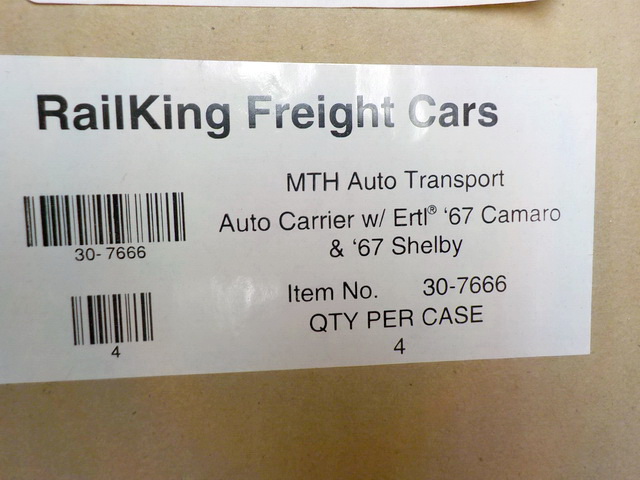 RailKing Freight Cars
MTH Auto Transport
Auto Carrier w/ Ertl® ‘67 Camaro
& ‘67 Shelby
30-7666
Item No. 30-7666
QTY PER CASE
4
4